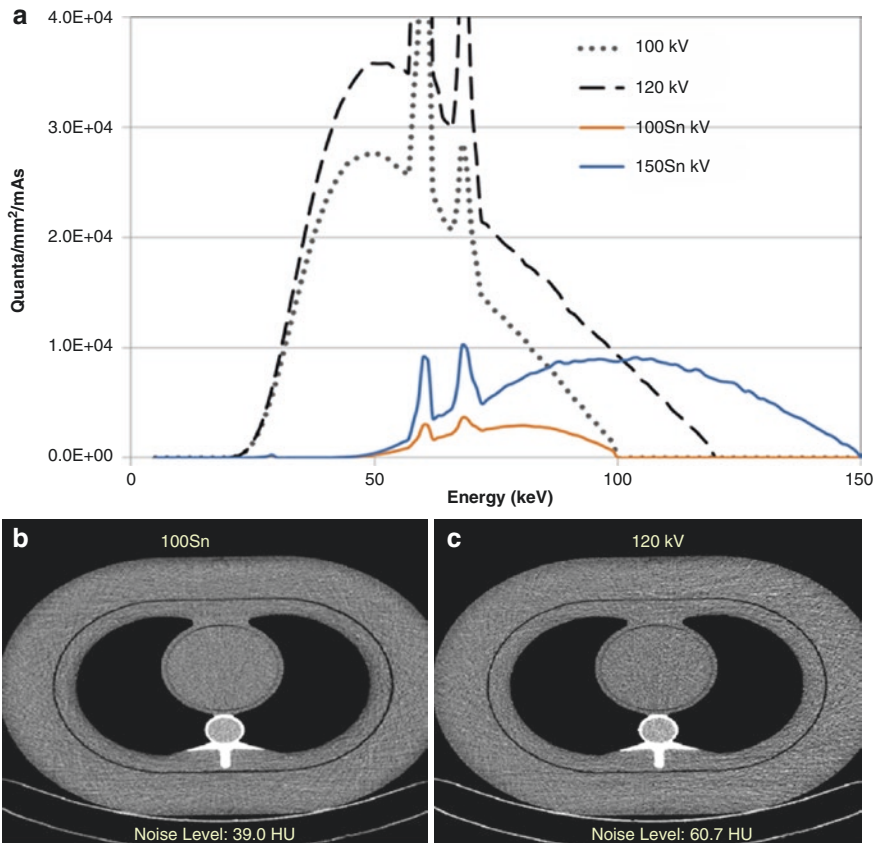 a
4.0E+04
3.0E+04
2.0E+04
1.0E+04
0.0E+00
Quanta/mm²/mAs
100 kV
120 kV
100Sn kV
150Sn kV
0
50
100
150
Energy (keV)
b
100Sn
Noise Level: 39.0 HU
c
120 kV
Noise Level: 60.7 HU